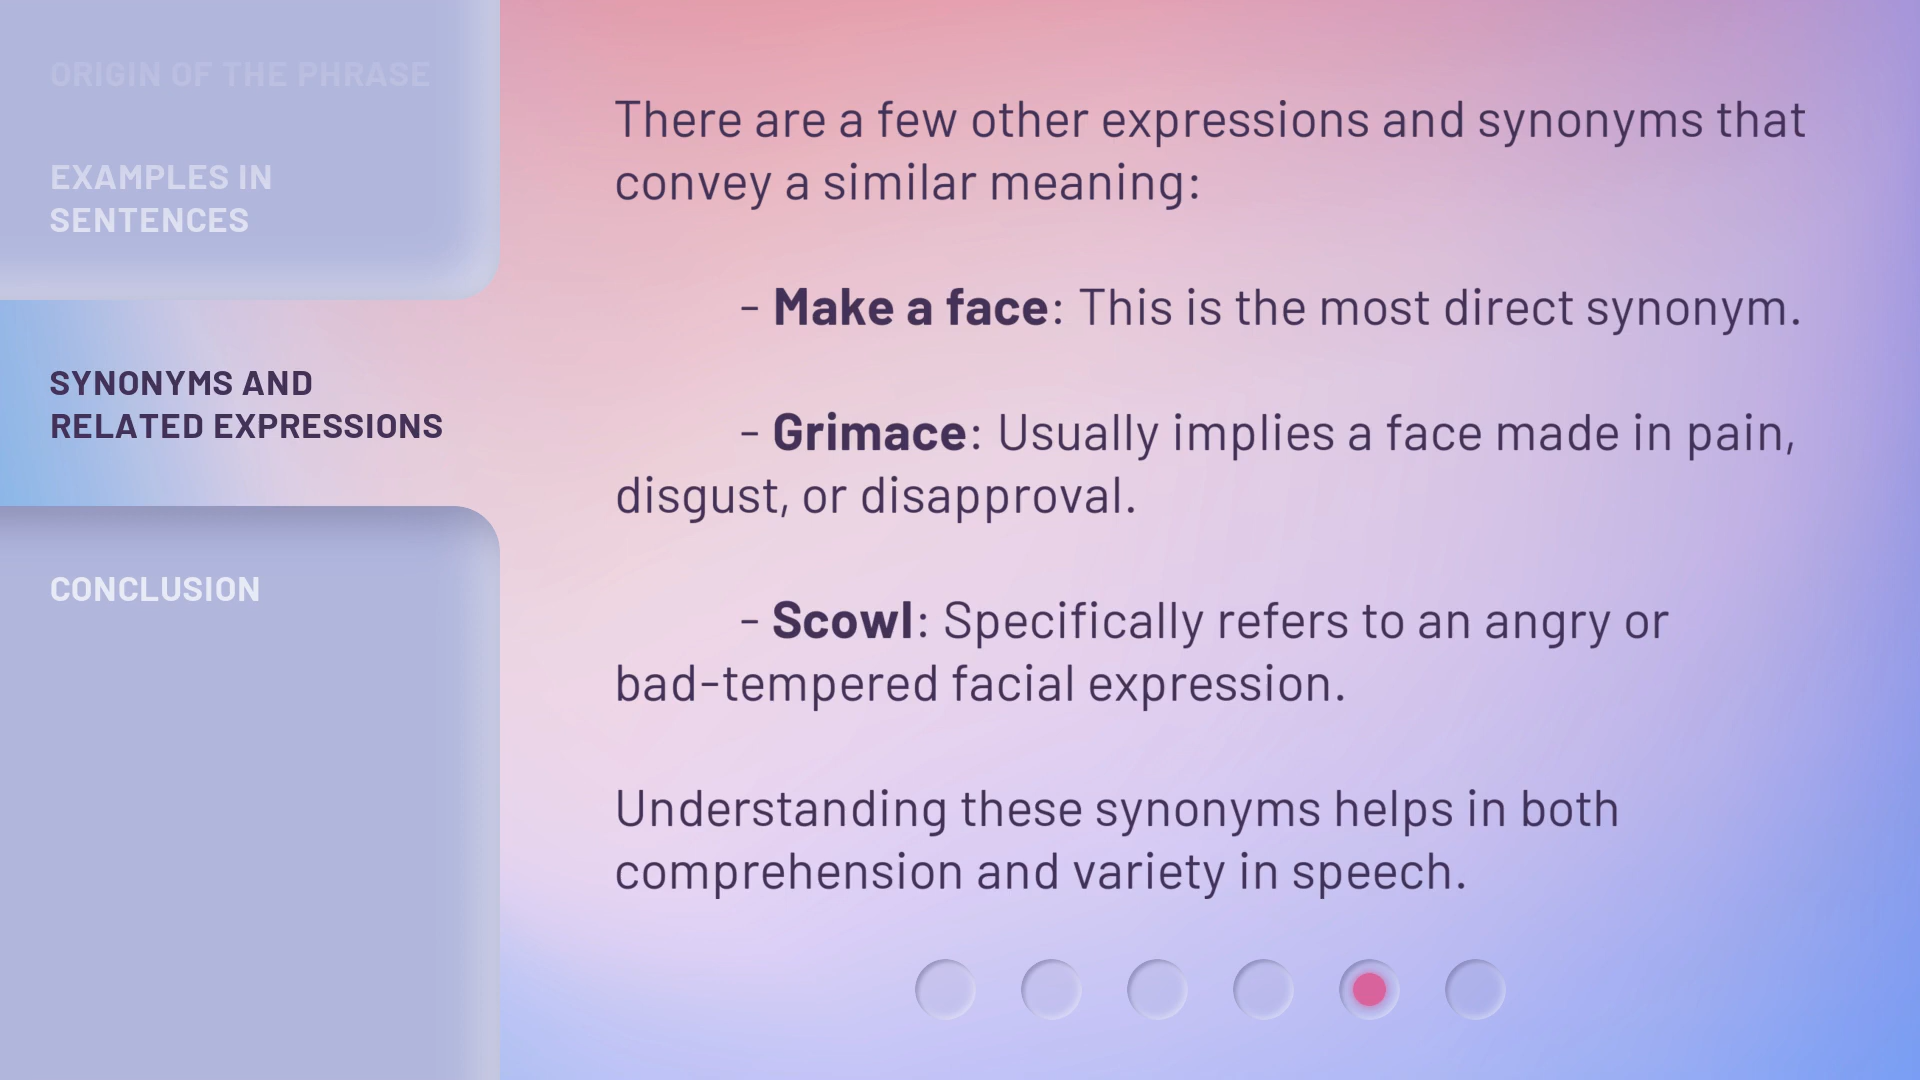 ORIGIN OF THE PHRASE
EXAMPLES IN
SENTENCES
SYNONYMS AND
RELATED EXPRESSIONS
CONCLUSION
There are a few other expressions and synonyms that
convey a similar meaning:
- Make a face: This is the most direct synonym.
- Grimace: Usually implies a face made in pain,
disgust, or disapproval.
- Scowl: Specifically refers to an angry or
bad-tempered facial expression.
Understanding these synonyms helps in both
comprehension and variety in speech.